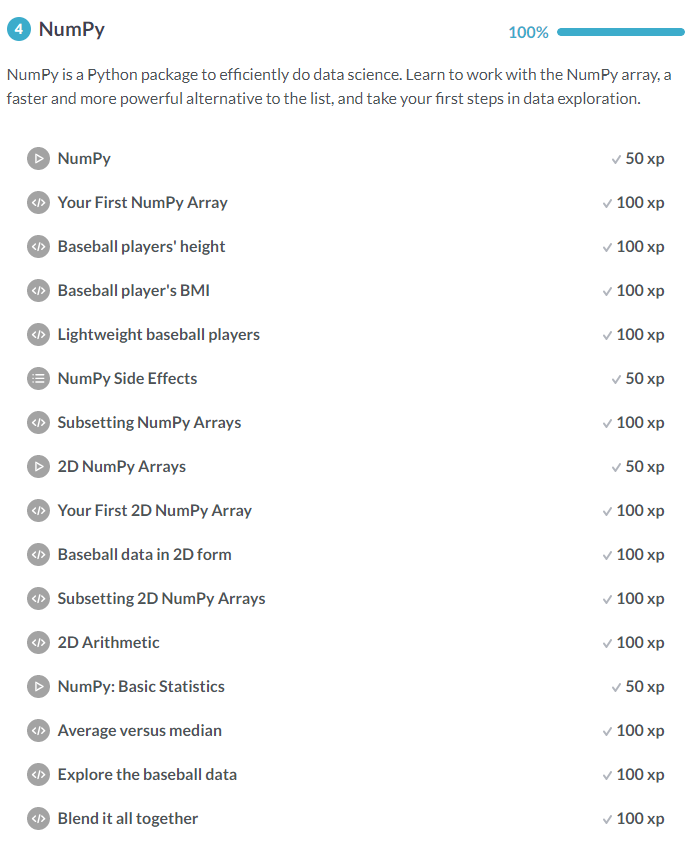 4 NumPy 100%
NumPy is a Python package to efficiently do data science. Learn to work with the NumPy array, a
faster and more powerful alternative to the list, and take your first steps in data exploration.
NumPy 50 xp
Your First NumPy Array 100 xp
Baseball players' height 100 xp
Baseball player's BMI 100 xp
Lightweight baseball players 100 xp
NumPy Side Effects 50 xp
Subsetting NumPy Arrays 100 xp
2D NumPy Arrays 50 xp
Your First 2D NumPy Array 100 xp
Baseball data in 2D form 100 xp
Subsetting 2D NumPy Arrays 100 xp
2D Arithmetic 100 xp
NumPy: Basic Statistics 50 xp
Average versus median 100 xp
Explore the baseball data 100 xp
Blend it all together 100 xp